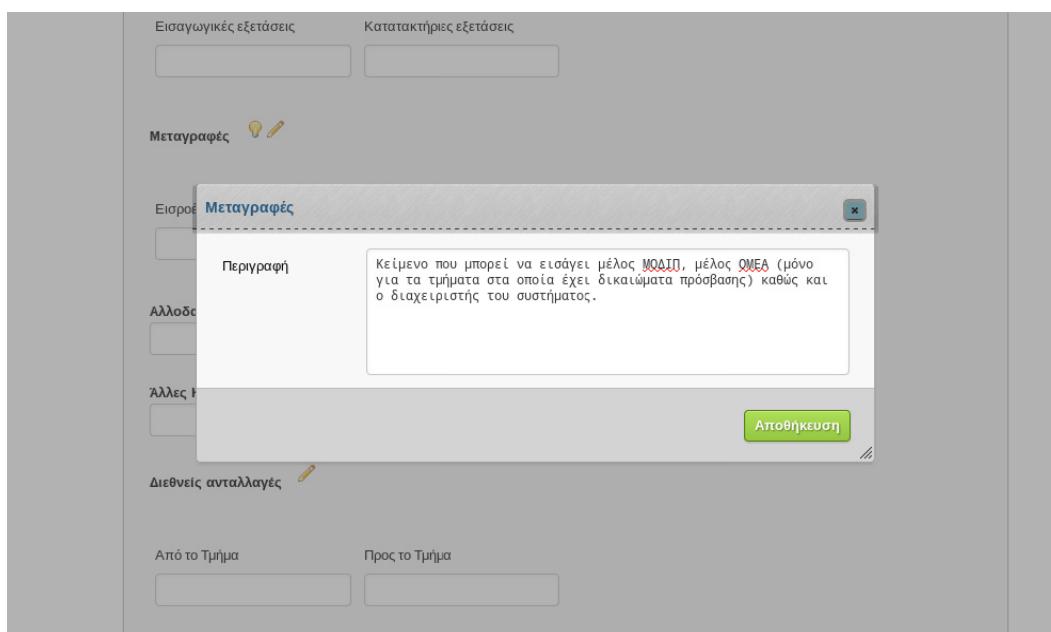 Εισαγωγικές εξετάσεις Κατατακτήριες εξετάσεις
Μεταγραφές
Μεταγραφές
Περιγραφή
Κείμενο που μπορεί να εισάγει μέλος ΜΟΔΙΠ, μέλος ΟΜΕΑ (μόνο
για τα τμήματα στα οποία έχει δικαιώματα πρόσβασης) καθώς και
ο διαχειριστής του συστήματος.
Άλλες
Αποθήκευση
Διεθνείς ανταλλαγές
Από το Τμήμα Προς το Τμήμα